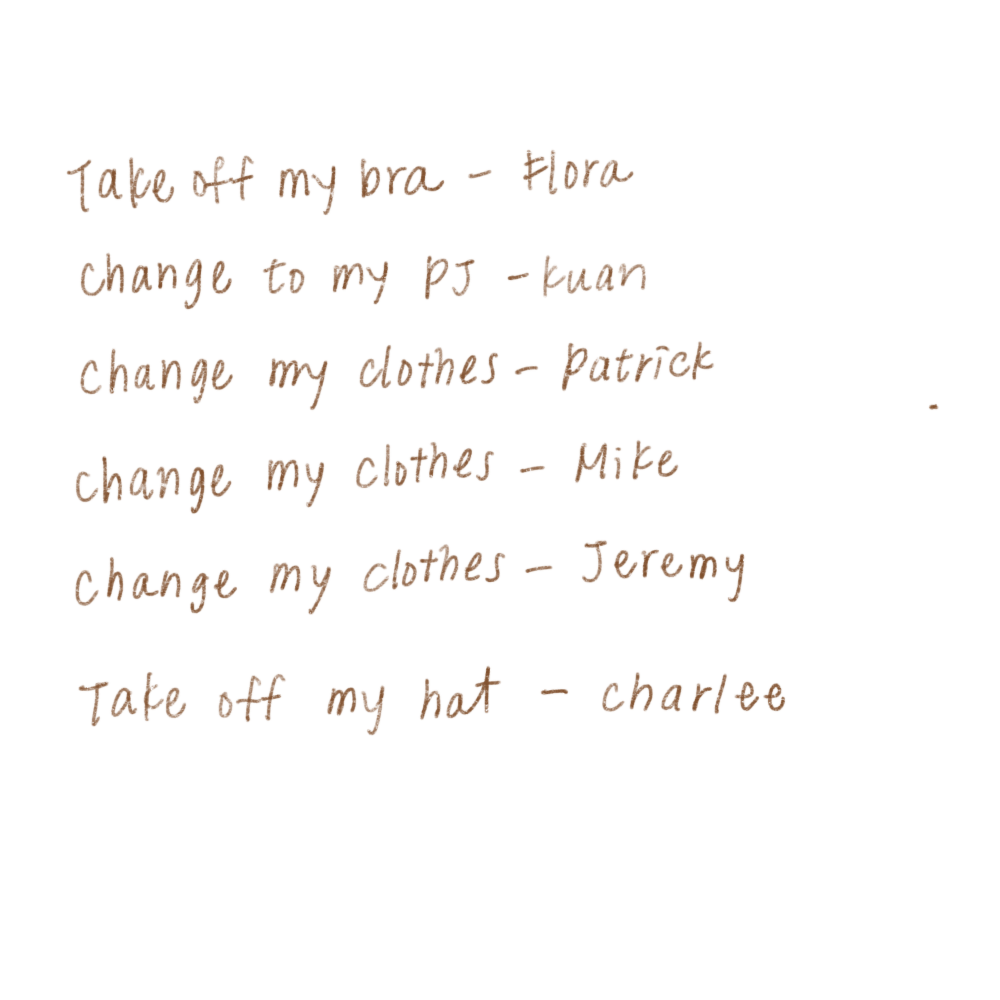 Take off my bra - Flora
change to my PJ - kuan
change my clothes - Patrick
change my clothes - Mike
change my clothes - Jeremy
Take off my hat - charlee